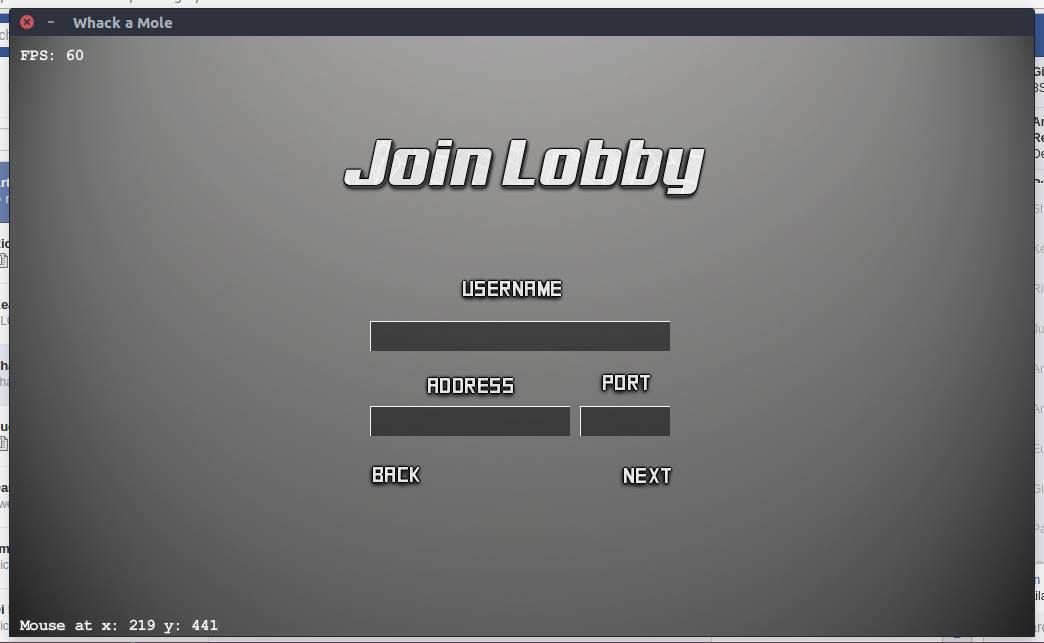 Whack a Mole
FPS: 60
Join Lobby
USERNAME
ADDRESS PORT
BACK NEXT
Mouse at x: 219 y: 441